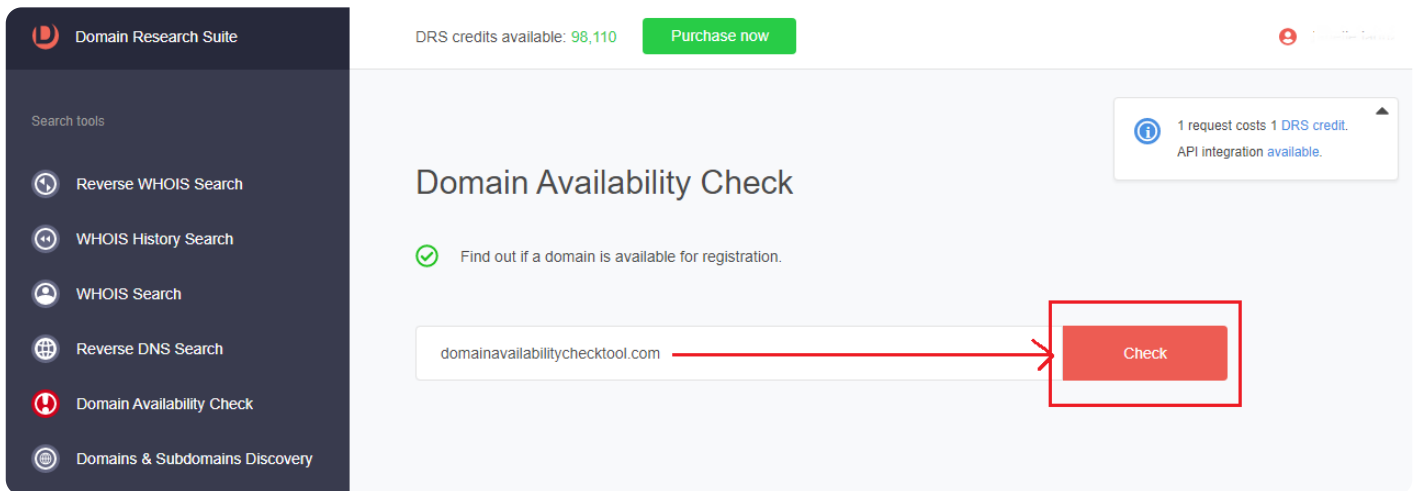 Domain Research Suite
DRS credits available: 98,110
Purchase now
Search tools
Reverse WHOIS Search
WHOIS History Search
WHOIS Search
Reverse DNS Search
Domain Availability Check
Domains & Subdomains Discovery
1 request costs 1 DRS credit.
API integration available.
Domain Availability Check
Find out if a domain is available for registration.
domainavailabilitychecktool.com
Check